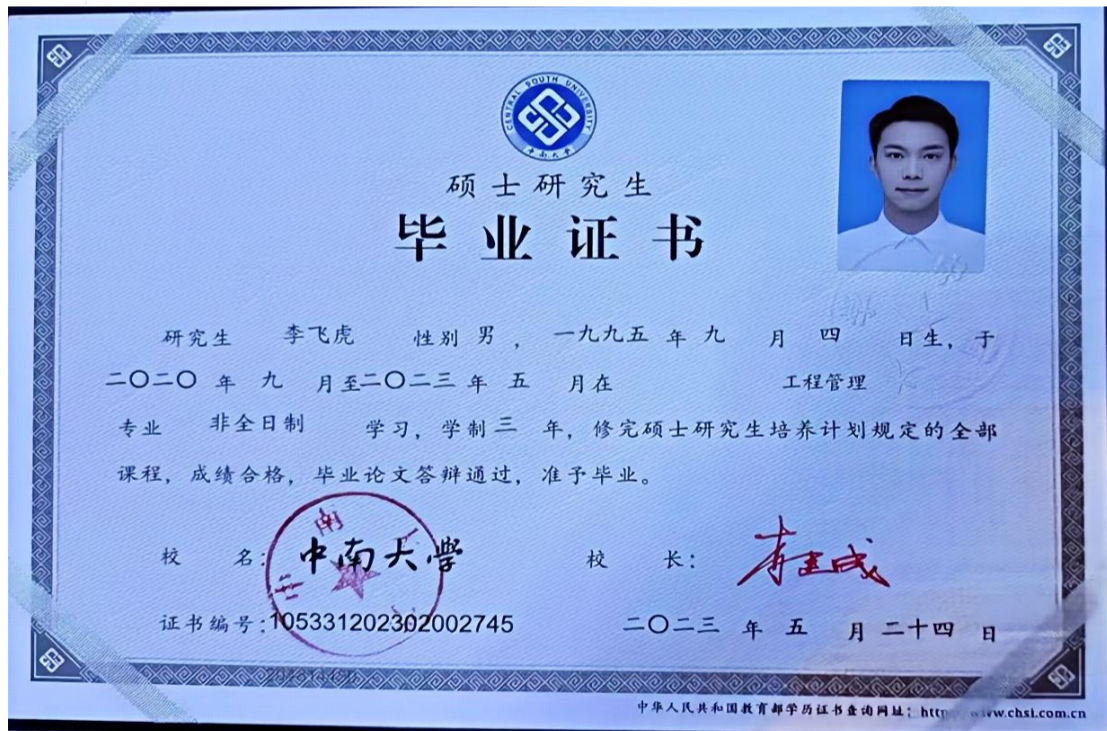 CENTRAL SOUTH UNIVERSITY
中南大学
硕士研究生
毕业证书
研究生 李飞虎 性别 男 ， 一九九五 年 九 月 四 日生，于
二〇二〇 年 九 月至二〇二三 年 五 月在 工程管理
专业 非全日制 学习，学制三 年，修完硕士研究生培养计划规定的全部
课程，成绩合格，毕业论文答辩通过，准予毕业。
校 名： 中南大学 校 长： 李建成
证书编号：105331202302002745 二〇二三 年 五 月 二十四 日
中华人民共和国教育部学历证书查询网址：http www.chsi.com.cn